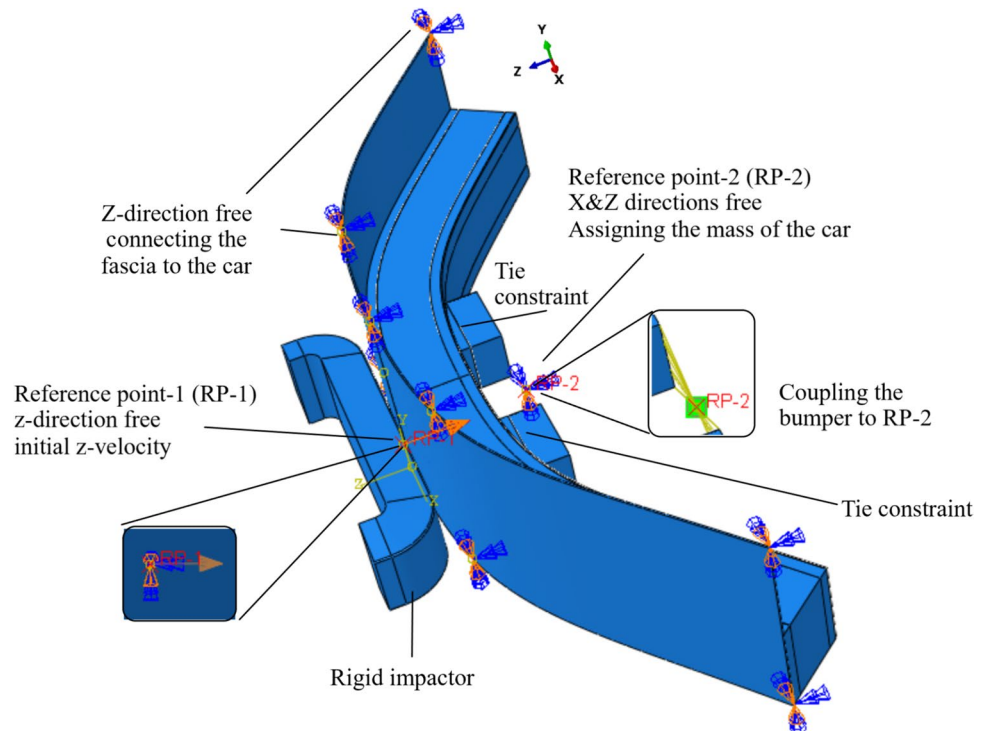 Y
Z
X
Z-direction free
connecting the
fascia to the car
Reference point-2 (RP-2)
X&Z directions free
Assigning the mass of the car
Tie
constraint
RP-2
RP-2
Coupling the
bumper to RP-2
Reference point-1 (RP-1)
z-direction free
initial z-velocity
Y
RP-1
Z
X
Tie constraint
RP-1
Rigid impactor